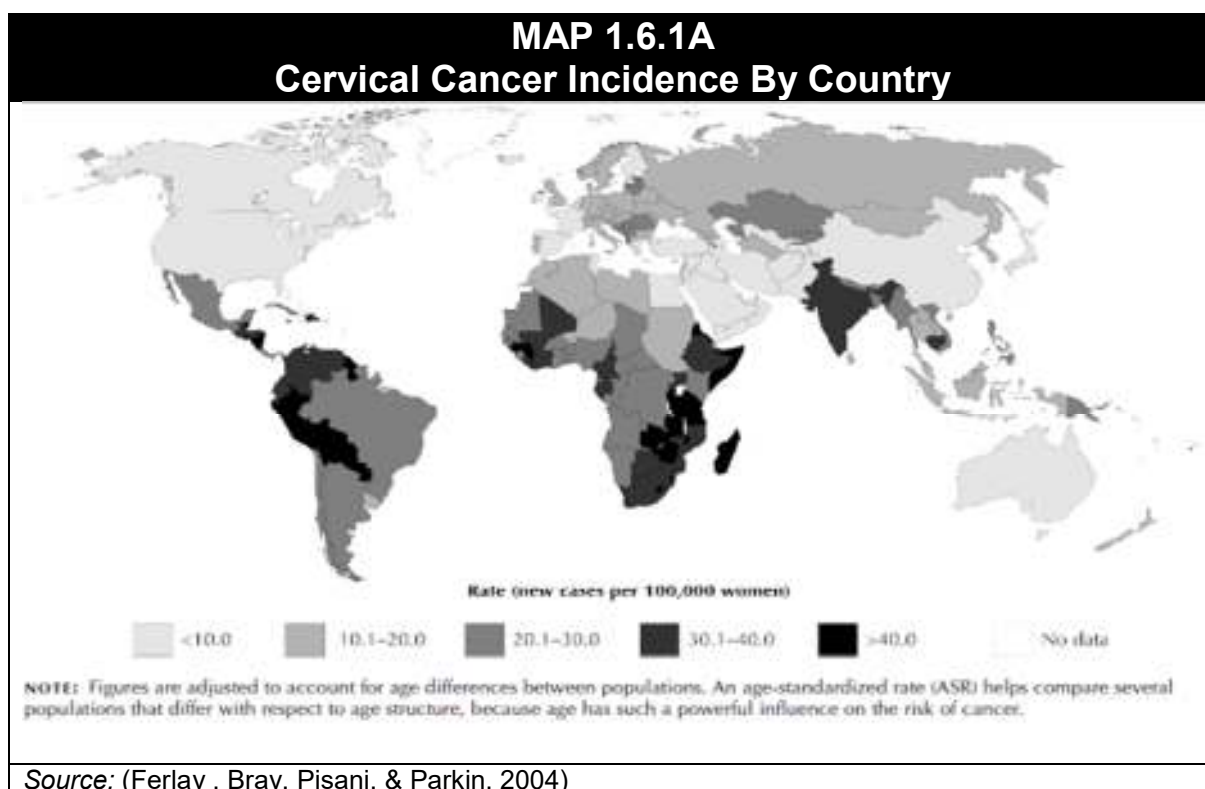 MAP 1.6.1A
Cervical Cancer Incidence By Country
Rate (new cases per 100,000 women)
<10.0 10.1–20.0 20.1–30.0 30.1–40.0 >40.0 No data
NOTE: Figures are adjusted to account for age differences between populations. An age-standardized rate (ASR) helps compare several
populations that differ with respect to age structure, because age has such a powerful influence on the risk of cancer.
Source: (Ferlay , Bray, Pisani, & Parkin, 2004)